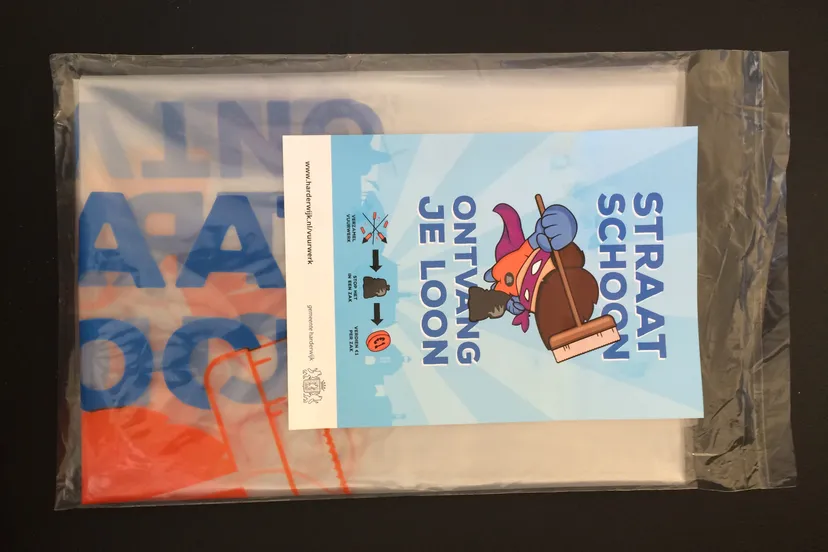 STRAAT
SCHOON
ONTVANG
JE LOON
VERZAMEL
VUURWERK
STOP HET
IN EEN ZAK
VERDIEN €1
PER ZAK
www.harderwijk.nl/vuurwerk
gemeente harderwijk